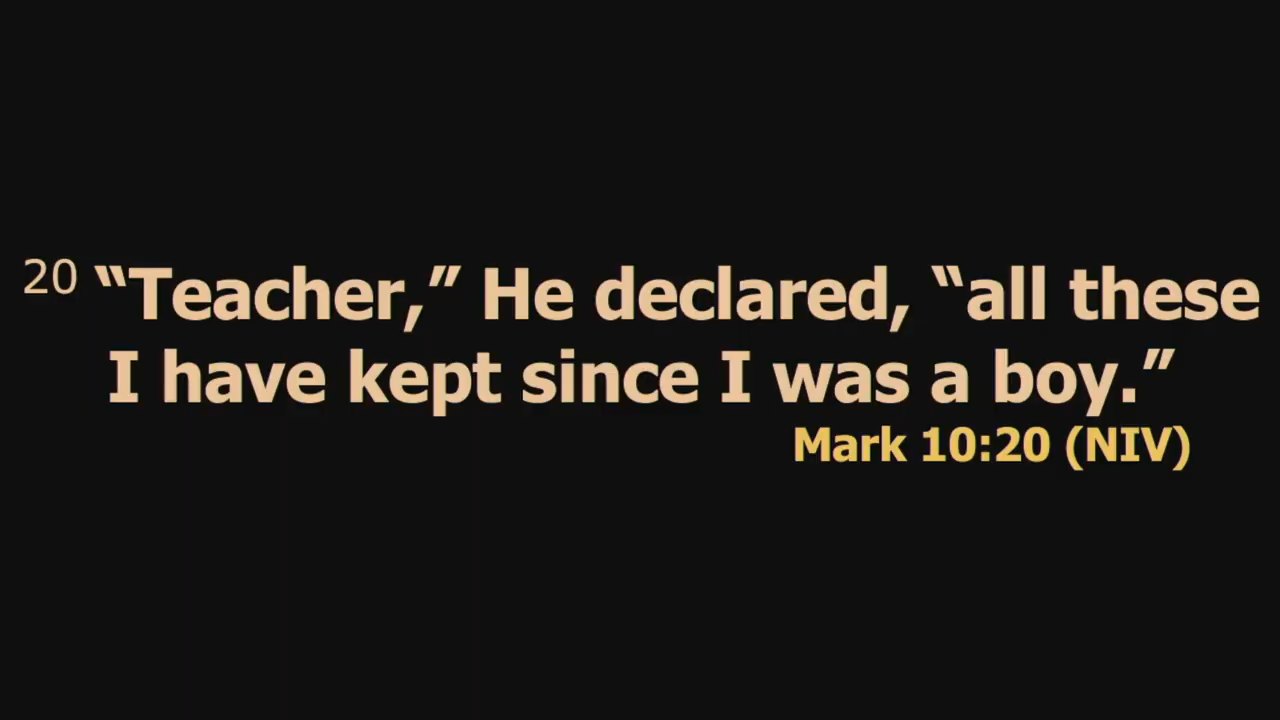 20 “Teacher,” He declared, “all these
I have kept since I was a boy.”
Mark 10:20 (NIV)